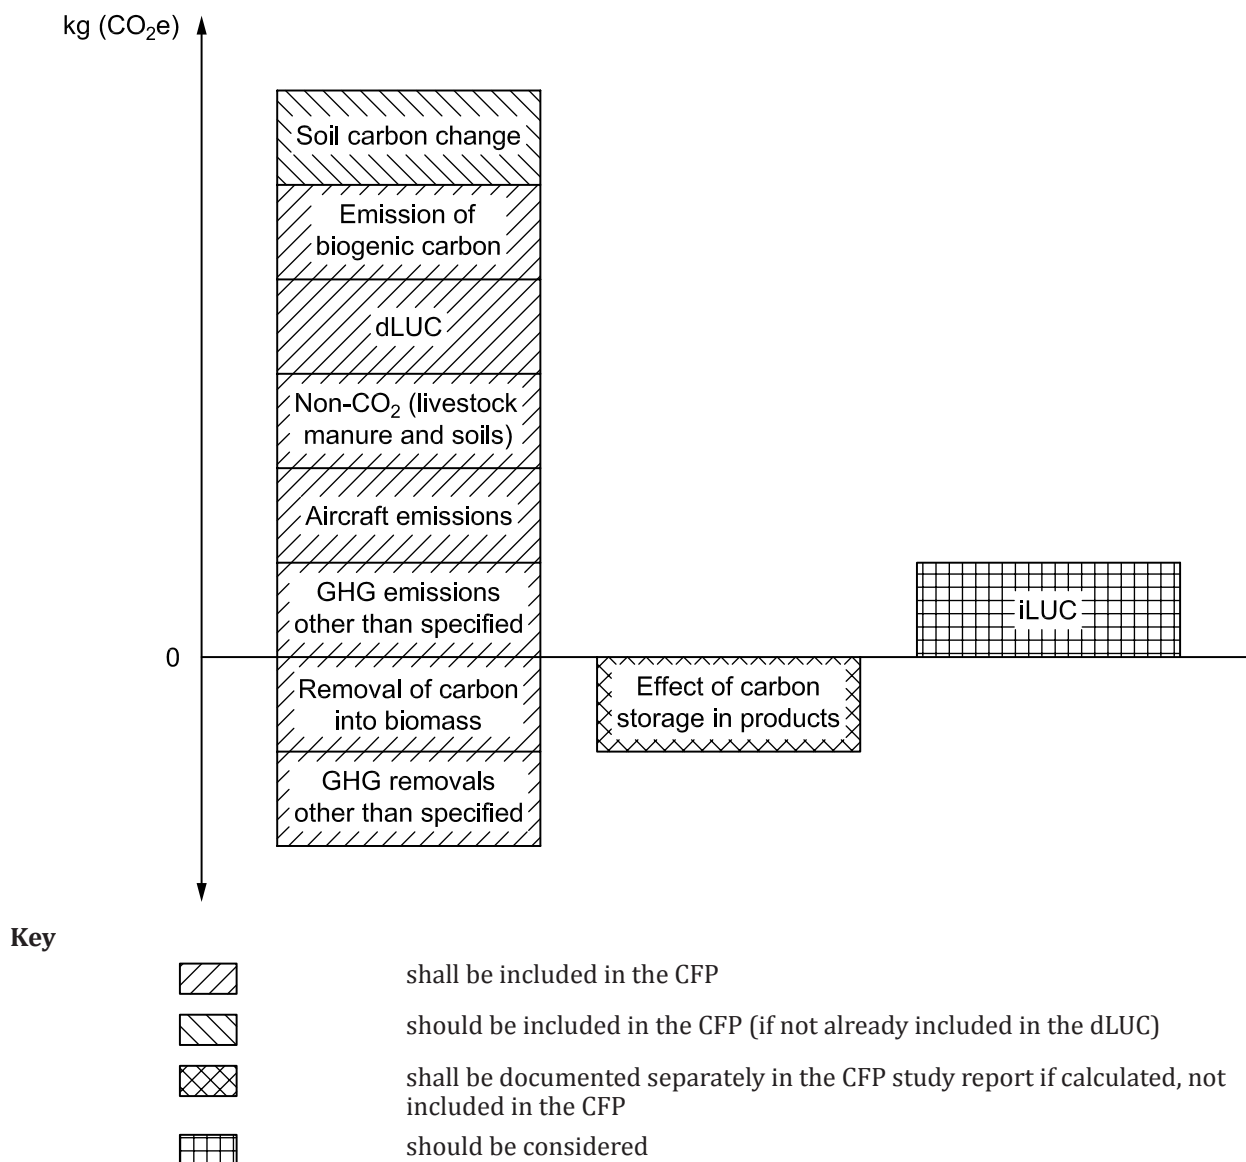 kg (CO₂e)
Soil carbon change
Emission of
biogenic carbon
dLUC
Non-CO₂ (livestock
manure and soils)
Aircraft emissions
GHG emissions
other than specified
0
Removal of carbon
into biomass
GHG removals
other than specified
Effect of carbon
storage in products
iLUC
Key
shall be included in the CFP
should be included in the CFP (if not already included in the dLUC)
shall be documented separately in the CFP study report if calculated, not
included in the CFP
should be considered